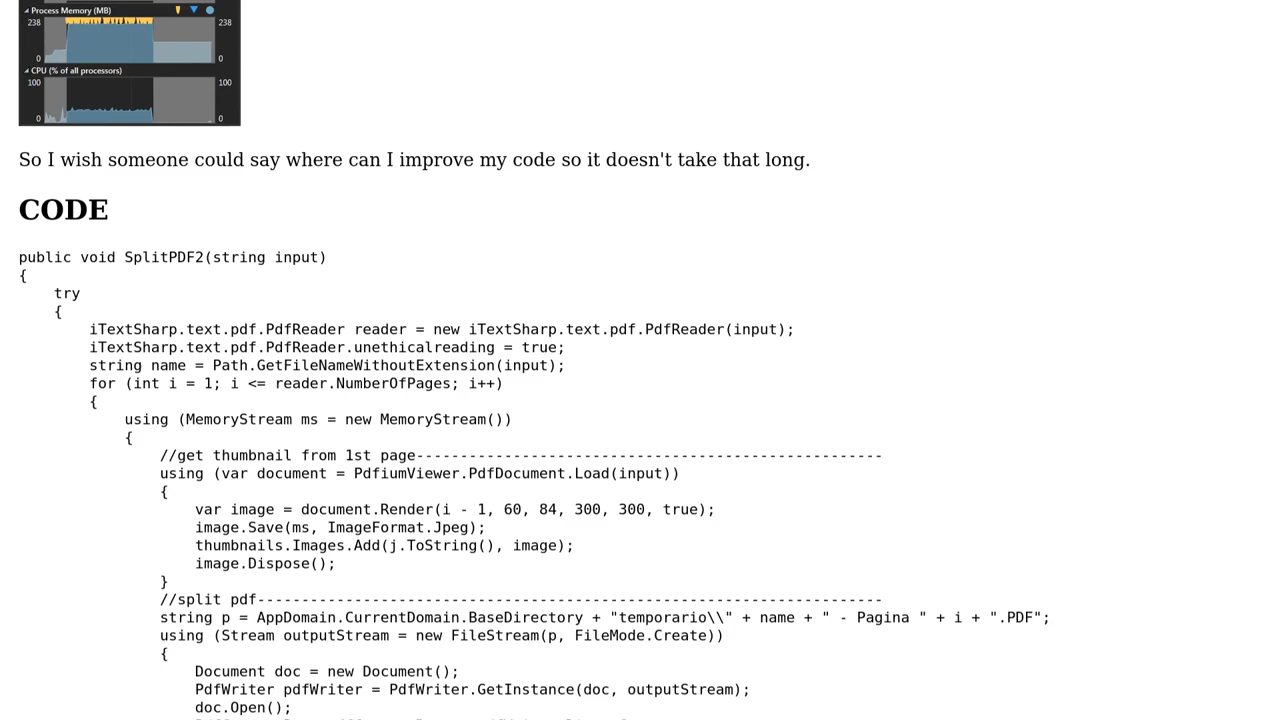 Process Memory (MB)
238 238
0 0
CPU (% of all processors)
100 100
0 0
So I wish someone could say where can I improve my code so it doesn't take that long.
CODE
public void SplitPDF2(string input)
{
    try
    {
        iTextSharp.text.pdf.PdfReader reader = new iTextSharp.text.pdf.PdfReader(input);
        iTextSharp.text.pdf.PdfReader.unethicalreading = true;
        string name = Path.GetFileNameWithoutExtension(input);
        for (int i = 1; i <= reader.NumberOfPages; i++)
        {
            using (MemoryStream ms = new MemoryStream())
            {
                //get thumbnail from 1st page-----------------------------------------------------
                using (var document = PdfiumViewer.PdfDocument.Load(input))
                {
                    var image = document.Render(i - 1, 60, 84, 300, 300, true);
                    image.Save(ms, ImageFormat.Jpeg);
                    thumbnails.Images.Add(j.ToString(), image);
                    image.Dispose();
                }
                //split pdf-----------------------------------------------------------------------
                string p = AppDomain.CurrentDomain.BaseDirectory + "temporario\\" + name + " - Pagina " + i + ".PDF";
                using (Stream outputStream = new FileStream(p, FileMode.Create))
                {
                    Document doc = new Document();
                    PdfWriter pdfWriter = PdfWriter.GetInstance(doc, outputStream);
                    doc.Open();